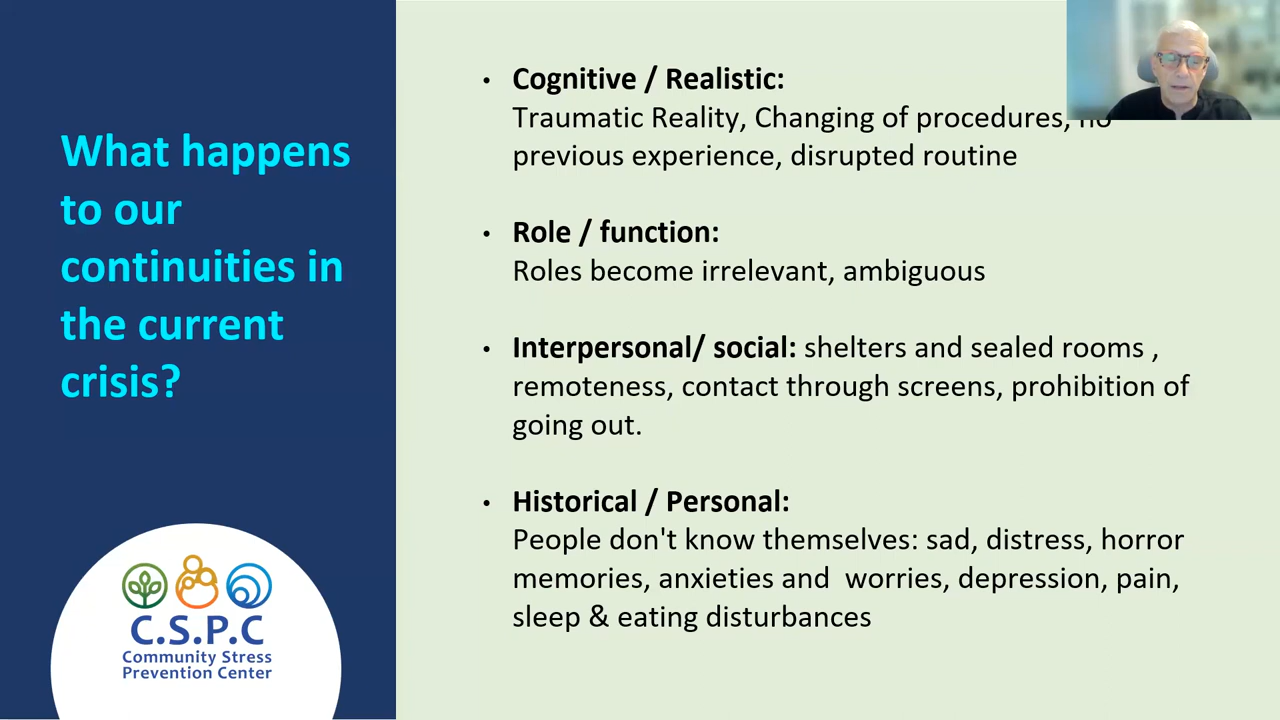 What happens
to our
continuities in
the current
crisis?
C.S.P.C
Community Stress
Prevention Center
• Cognitive / Realistic:
Traumatic Reality, Changing of procedures, no
previous experience, disrupted routine
• Role / function:
Roles become irrelevant, ambiguous
• Interpersonal/ social: shelters and sealed rooms ,
remoteness, contact through screens, prohibition of
going out.
• Historical / Personal:
People don't know themselves: sad, distress, horror
memories, anxieties and  worries, depression, pain,
sleep & eating disturbances